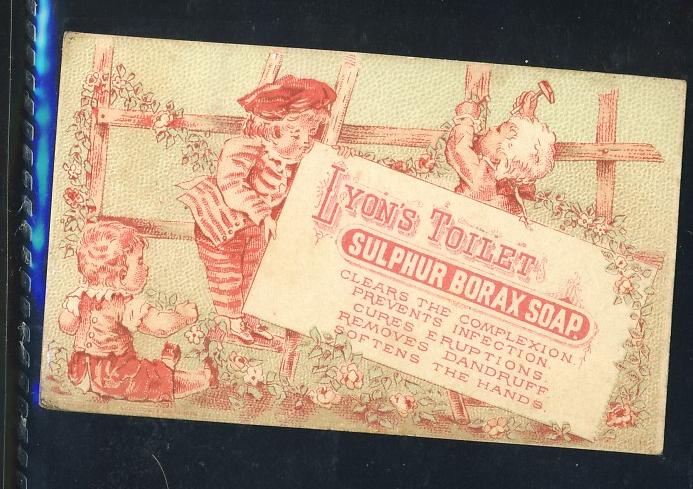 LYON'S TOILET
SULPHUR BORAX SOAP.
CLEARS THE COMPLEXION.
PREVENTS INFECTION.
CURES ERUPTIONS
REMOVES DANDRUFF
SOFTENS THE HANDS.